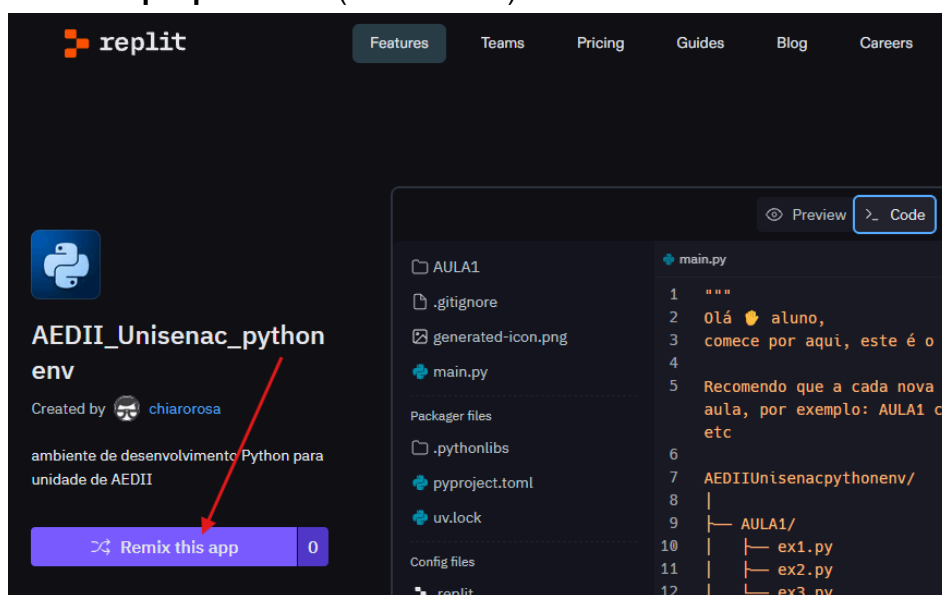 replit
Features
Teams
Pricing
Guides
Blog
Careers
Preview
>_ Code
AEDII_Unisenac_python
env
Created by chiarorosa
ambiente de desenvolvimento Python para
unidade de AEDII
Remix this app 0
AULA1
.gitignore
generated-icon.png
main.py
Packager files
.pythonlibs
pyproject.toml
uv.lock
Config files
main.py
1 """
2 Olá 🖐 aluno,
3 comece por aqui, este é o
4
5 Recomendo que a cada nova
aula, por exemplo: AULA1 c
etc
6
7 AEDIIUnisenacpythonenv/
8 |
9 ├── AULA1/
10 | ├── ex1.py
11 | ├── ex2.py
12 | └── ex3.py